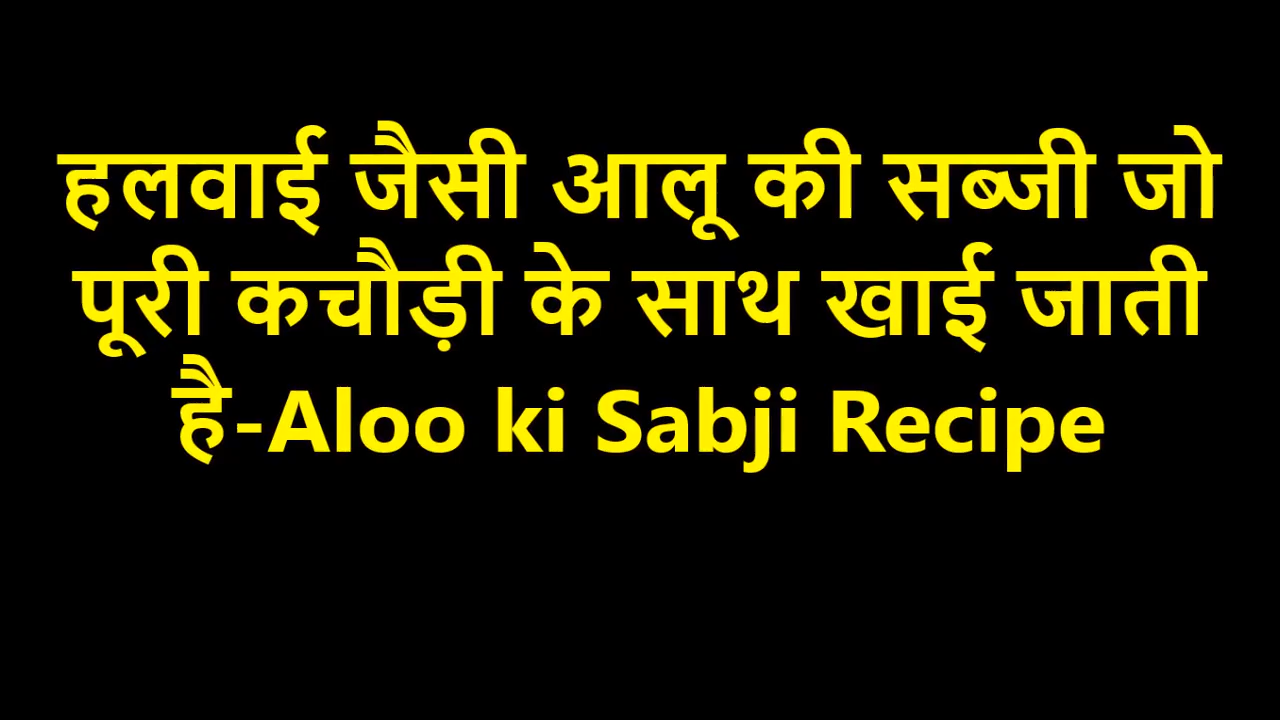 हलवाई जैसी आलू की सब्जी जो
पूरी कचौड़ी के साथ खाई जाती
है-Aloo ki Sabji Recipe